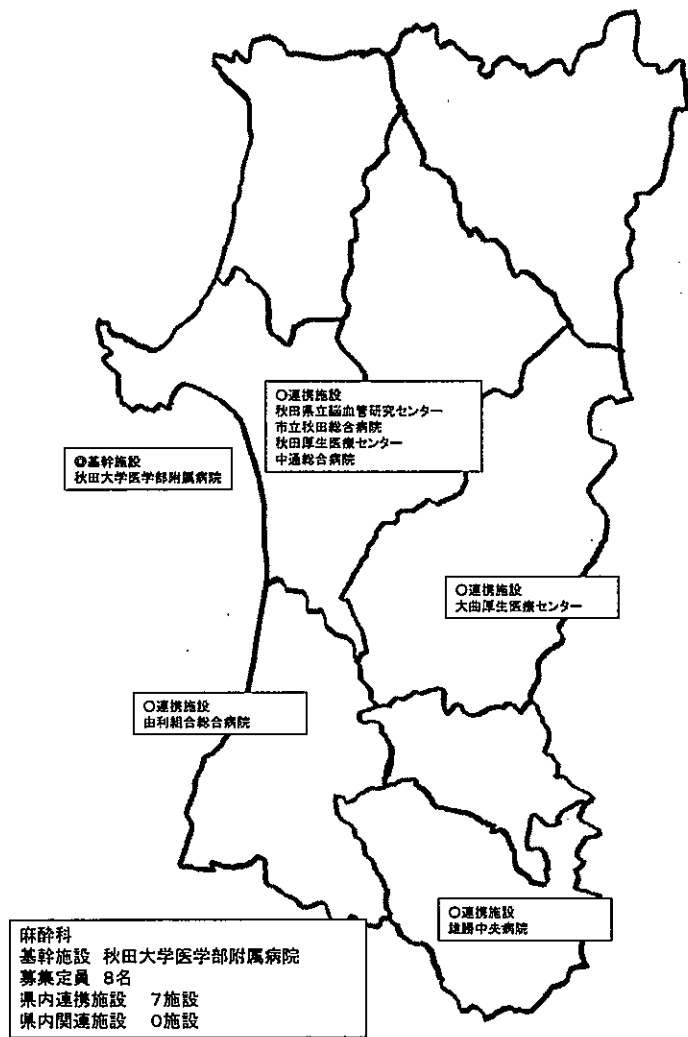 ○連携施設
秋田県立脳血管研究センター
市立秋田総合病院
秋田厚生医療センター
中通総合病院
◎基幹施設
秋田大学医学部附属病院
○連携施設
大曲厚生医療センター
○連携施設
由利組合総合病院
○連携施設
雄勝中央病院
麻酔科
基幹施設 秋田大学医学部附属病院
募集定員 8名
県内連携施設 7施設
県内関連施設 0施設